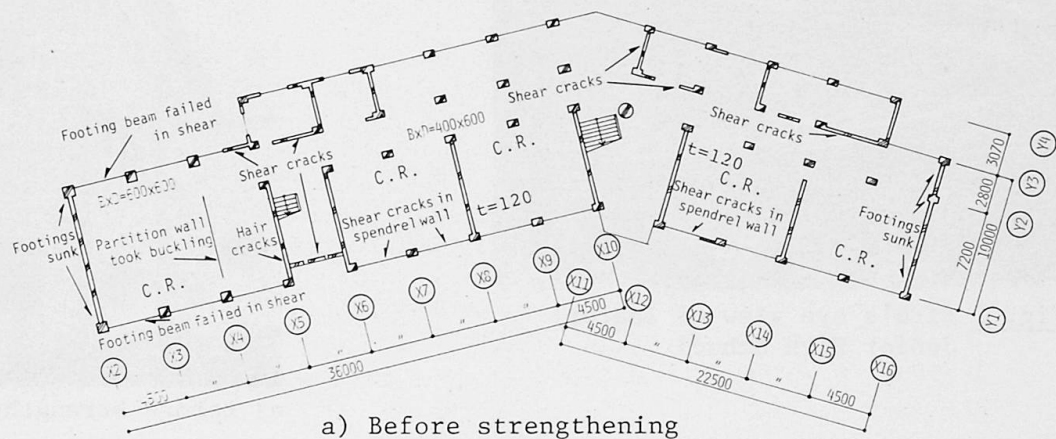 Footing beam failed
in shear
Shear cracks
Shear cracks
BxD=600x600
BxD=400x600
C.R.
Shear cracks
C.R.
t=120
C.R.
Shear cracks
Footings
sunk
Partition wall
took buckling
Hair
cracks
Shear cracks in
spendrel wall
t=120
Shear cracks in
spendrel wall
Footings
sunk
C.R.
C.R.
Footing beam failed in shear
3070
2800
7200
10000
Y4
Y3
Y2
Y1
X2
X3
X4
X5
X6
X7
X8
X9
X10
X11
X12
X13
X14
X15
X16
4500
36000
4500
4500
22500
4500
a) Before strengthening